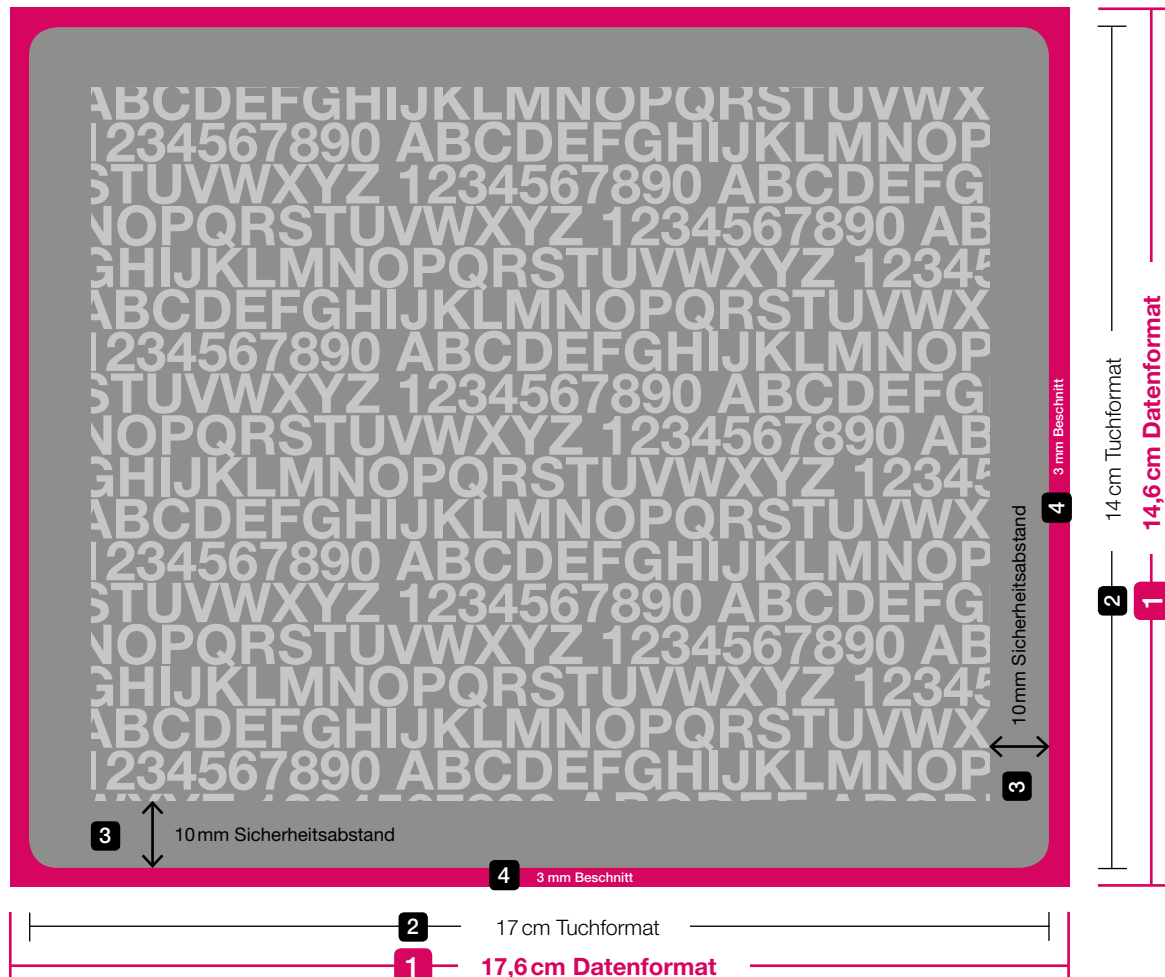 ABCDEFGHIJKLMNOPQRSTUVWX
1234567890 ABCDEFGHIJKLMNOP
STUVWXYZ 1234567890 ABCDEFG
NOPQRSTUVWXYZ 1234567890 AB
GHIJKLMNOPQRSTUVWXYZ 12345
ABCDEFGHIJKLMNOPQRSTUVWX
1234567890 ABCDEFGHIJKLMNOP
STUVWXYZ 1234567890 ABCDEFG
NOPQRSTUVWXYZ 1234567890 AB
GHIJKLMNOPQRSTUVWXYZ 12345
ABCDEFGHIJKLMNOPQRSTUVWX
1234567890 ABCDEFGHIJKLMNOP
STUVWXYZ 1234567890 ABCDEFG
NOPQRSTUVWXYZ 1234567890 AB
GHIJKLMNOPQRSTUVWXYZ 12345
ABCDEFGHIJKLMNOPQRSTUVWX
1234567890 ABCDEFGHIJKLMNOP
3 10 mm Sicherheitsabstand
3 10 mm Sicherheitsabstand
4 3 mm Beschnitt
4 3 mm Beschnitt
2 14 cm Tuchformat
1 14,6 cm Datenformat
2 17 cm Tuchformat
1 17,6 cm Datenformat